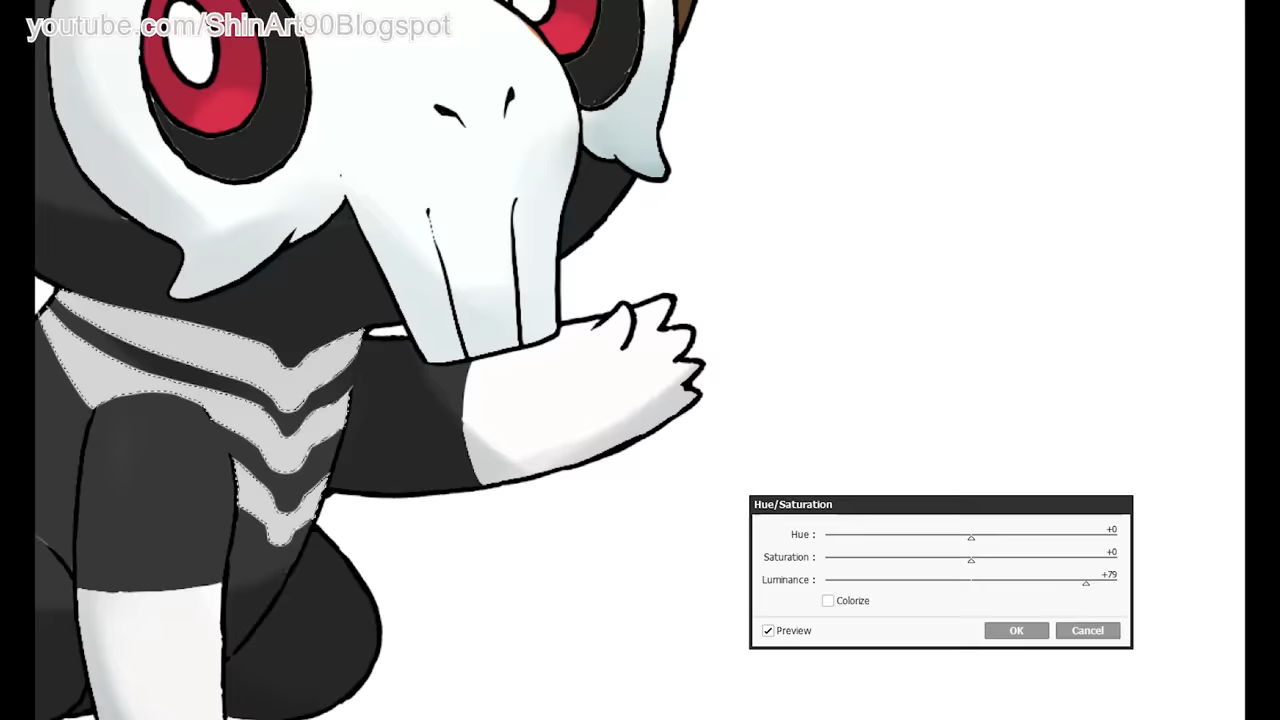 youtube.com/ShinArt90Blogspot
Hue/Saturation
Hue : +0
Saturation : +0
Luminance : +79
Colorize
Preview OK Cancel